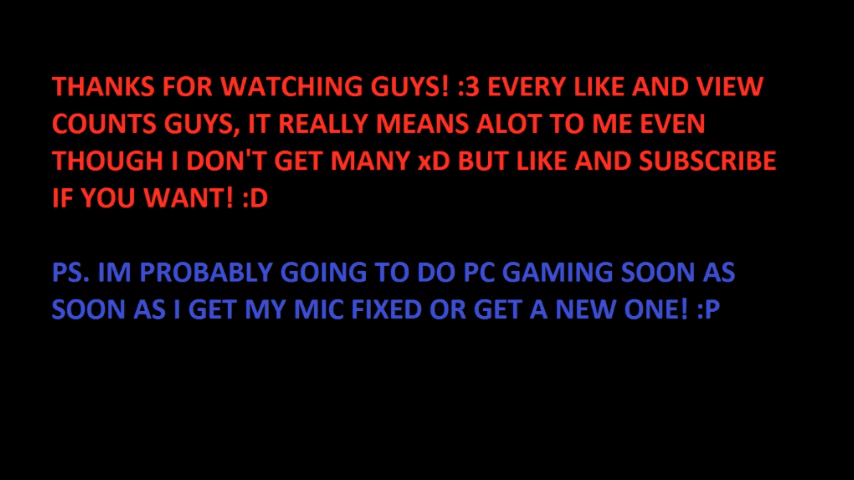 THANKS FOR WATCHING GUYS! :3 EVERY LIKE AND VIEW
COUNTS GUYS, IT REALLY MEANS ALOT TO ME EVEN
THOUGH I DON'T GET MANY xD BUT LIKE AND SUBSCRIBE
IF YOU WANT! :D
PS. IM PROBABLY GOING TO DO PC GAMING SOON AS
SOON AS I GET MY MIC FIXED OR GET A NEW ONE! :P